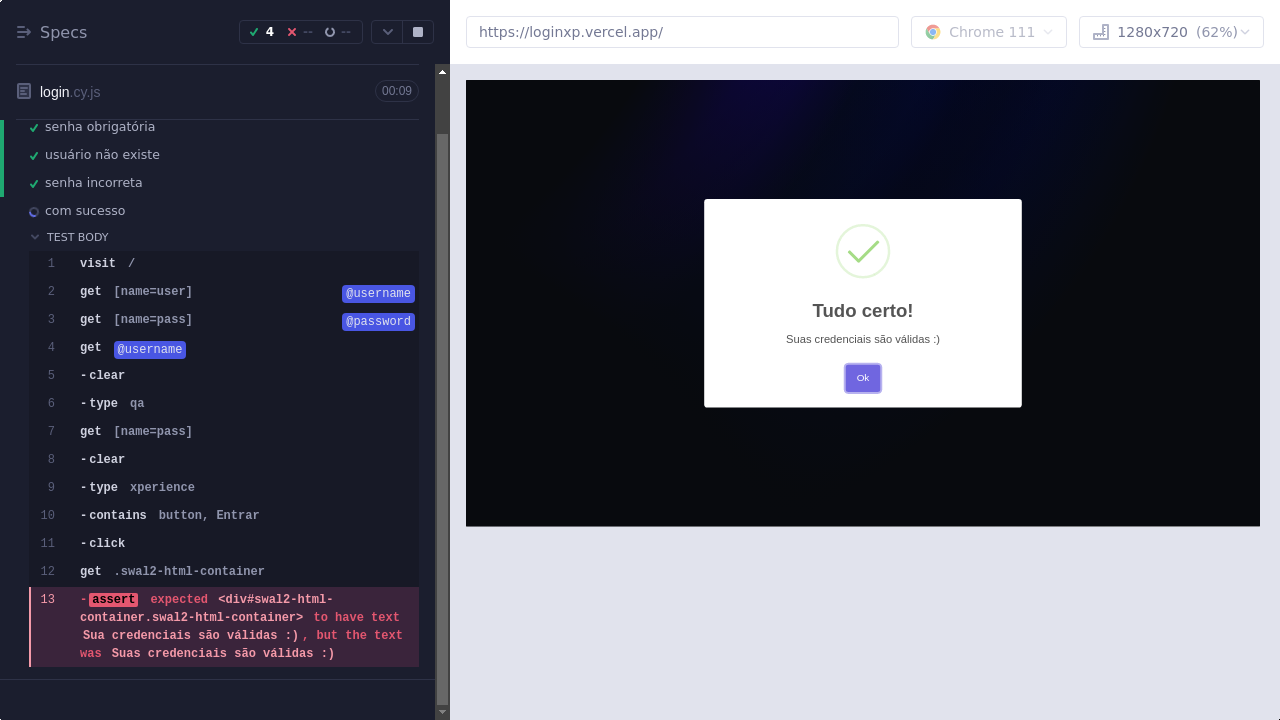 Specs
4 -- --
login.cy.js 00:09
senha obrigatória
usuário não existe
senha incorreta
com sucesso
TEST BODY
1 visit /
2 get [name=user] @username
3 get [name=pass] @password
4 get @username
5 -clear
6 -type qa
7 get [name=pass]
8 -clear
9 -type xperience
10 -contains button, Entrar
11 -click
12 get .swal2-html-container
13 -assert expected <div#swal2-html-
container.swal2-html-container> to have text
Sua credenciais são válidas :), but the text
was Suas credenciais são válidas :)
https://loginxp.vercel.app/
Chrome 111
1280x720 (62%)
Tudo certo!
Suas credenciais são válidas :)
Ok